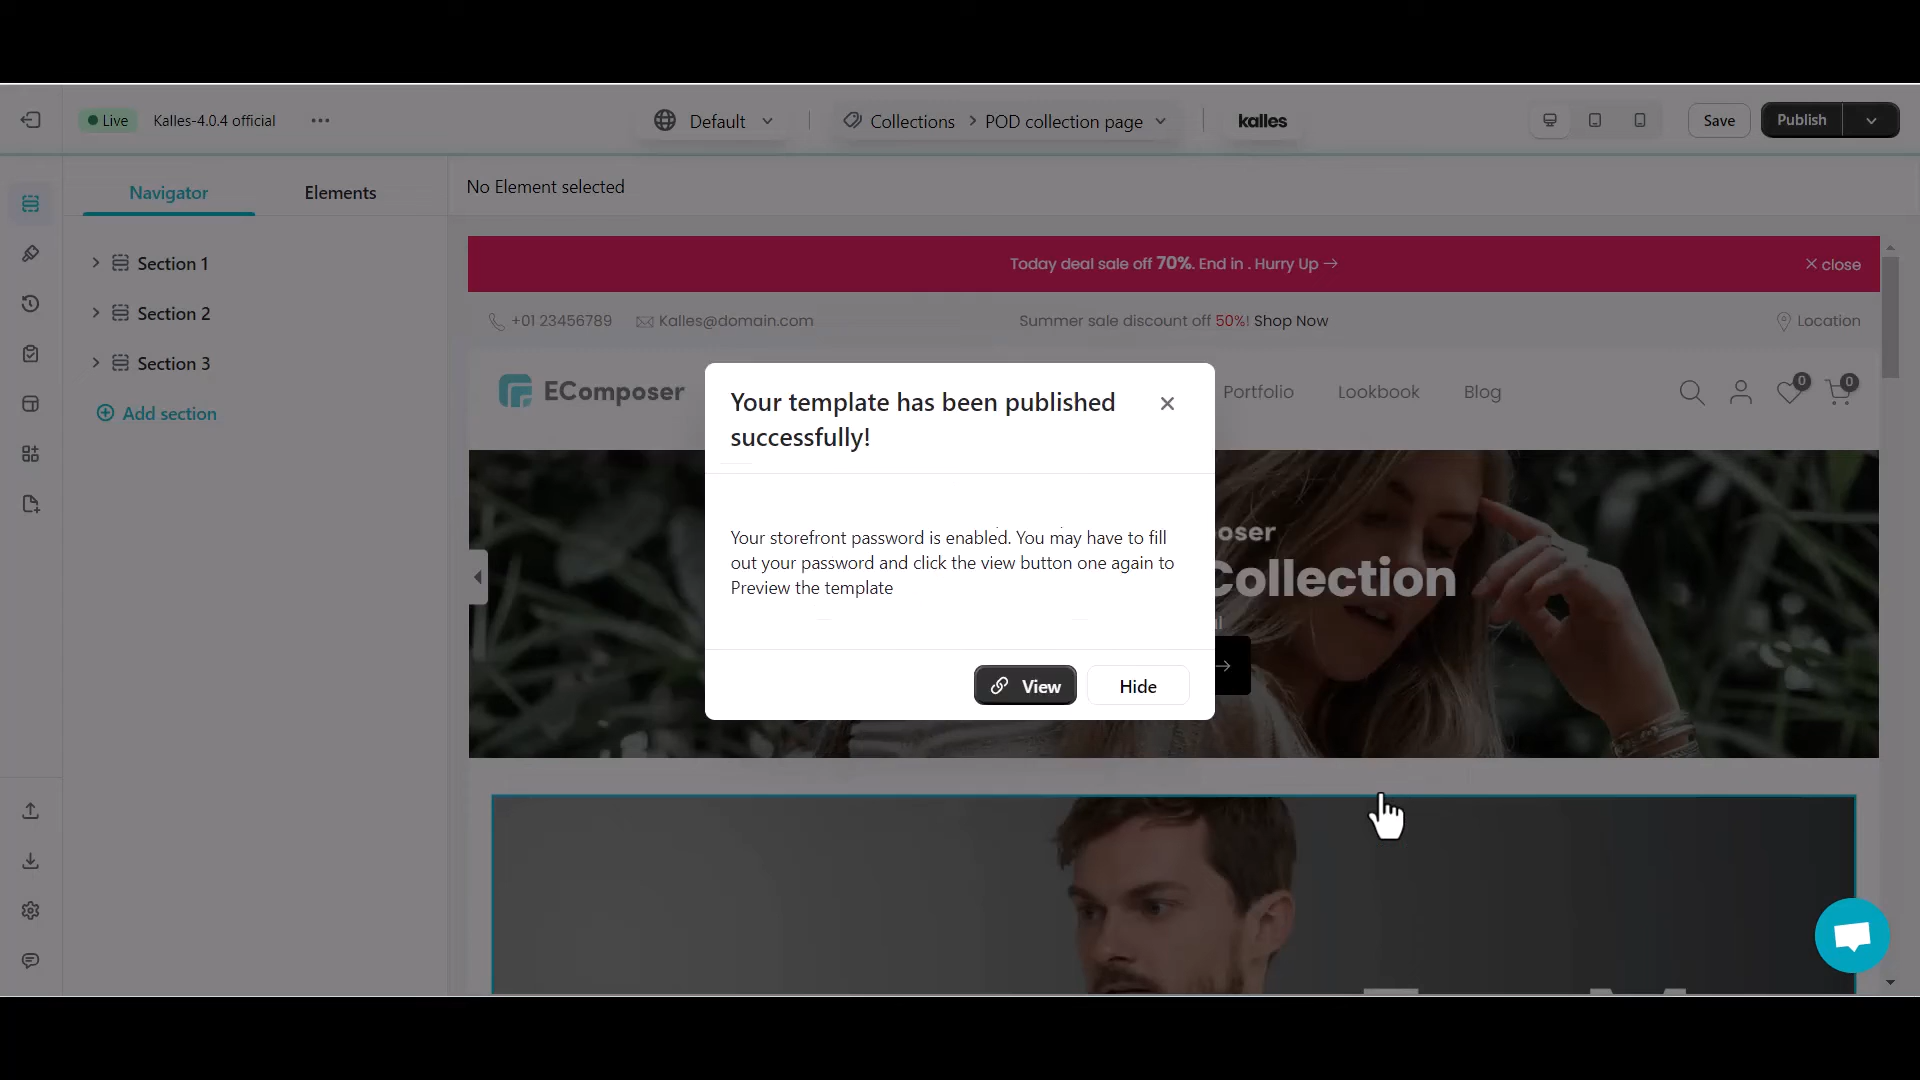 Live
Kalles-4.0.4 official
Default
Collections
POD collection page
kalles
Save
Publish
Navigator
Elements
No Element selected
Section 1
Section 2
Section 3
Add section
Today deal sale off 70%. End in . Hurry Up →
close
+01 23456789
Kalles@domain.com
Summer sale discount off 50%! Shop Now
Location
EComposer
Portfolio
Lookbook
Blog
0
0
Your template has been published
successfully!
Your storefront password is enabled. You may have to fill
out your password and click the view button one again to
Preview the template
View
Hide
oser
Collection